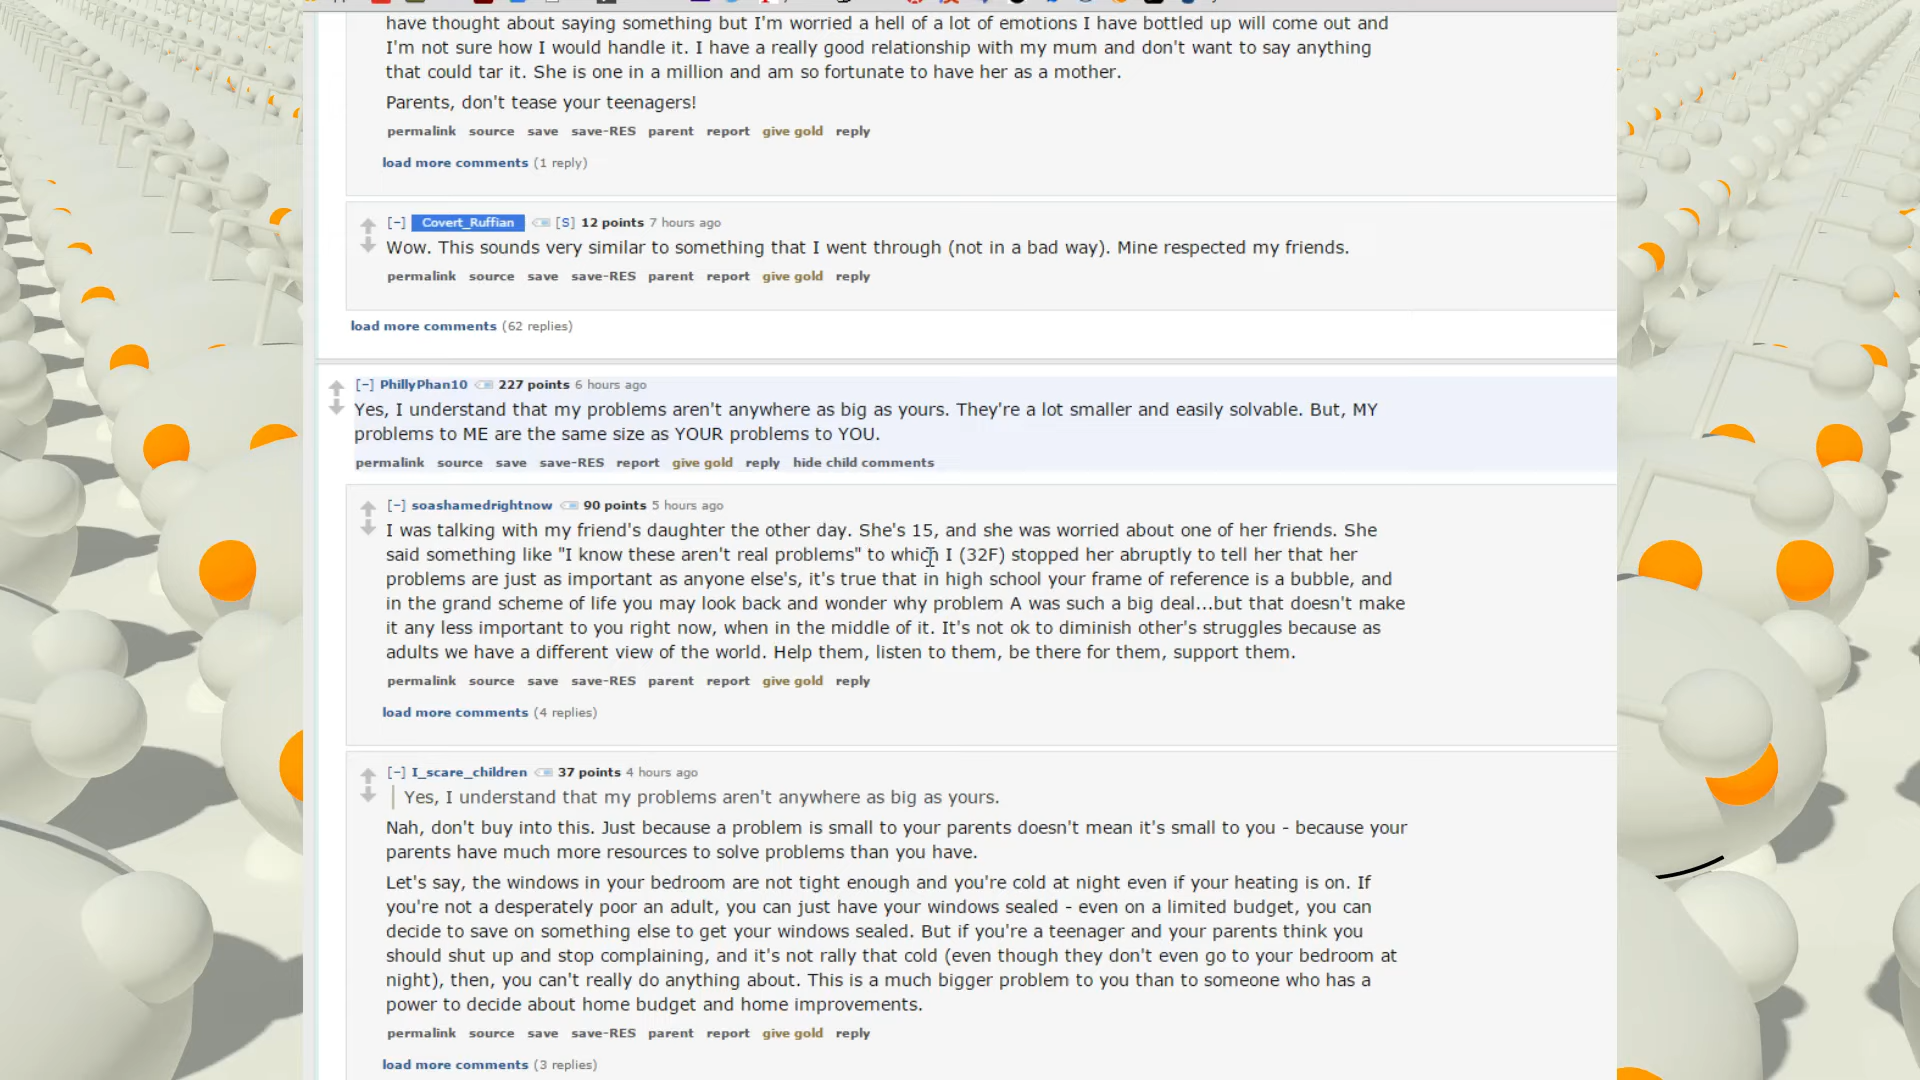 have thought about saying something but I'm worried a hell of a lot of emotions I have bottled up will come out and
I'm not sure how I would handle it. I have a really good relationship with my mum and don't want to say anything
that could tar it. She is one in a million and am so fortunate to have her as a mother.
Parents, don't tease your teenagers!
permalink source save save-RES parent report give gold reply
load more comments (1 reply)
[-] Covert_Ruffian [S] 12 points 7 hours ago
Wow. This sounds very similar to something that I went through (not in a bad way). Mine respected my friends.
permalink source save save-RES parent report give gold reply
load more comments (62 replies)
[-] PhillyPhan10 227 points 6 hours ago
Yes, I understand that my problems aren't anywhere as big as yours. They're a lot smaller and easily solvable. But, MY
problems to ME are the same size as YOUR problems to YOU.
permalink source save save-RES report give gold reply hide child comments
[-] soashamedrightnow 90 points 5 hours ago
I was talking with my friend's daughter the other day. She's 15, and she was worried about one of her friends. She
said something like "I know these aren't real problems" to which I (32F) stopped her abruptly to tell her that her
problems are just as important as anyone else's, it's true that in high school your frame of reference is a bubble, and
in the grand scheme of life you may look back and wonder why problem A was such a big deal...but that doesn't make
it any less important to you right now, when in the middle of it. It's not ok to diminish other's struggles because as
adults we have a different view of the world. Help them, listen to them, be there for them, support them.
permalink source save save-RES parent report give gold reply
load more comments (4 replies)
[-] I_scare_children 37 points 4 hours ago
Yes, I understand that my problems aren't anywhere as big as yours.
Nah, don't buy into this. Just because a problem is small to your parents doesn't mean it's small to you - because your
parents have much more resources to solve problems than you have.
Let's say, the windows in your bedroom are not tight enough and you're cold at night even if your heating is on. If
you're not a desperately poor an adult, you can just have your windows sealed - even on a limited budget, you can
decide to save on something else to get your windows sealed. But if you're a teenager and your parents think you
should shut up and stop complaining, and it's not rally that cold (even though they don't even go to your bedroom at
night), then, you can't really do anything about. This is a much bigger problem to you than to someone who has a
power to decide about home budget and home improvements.
permalink source save save-RES parent report give gold reply
load more comments (3 replies)